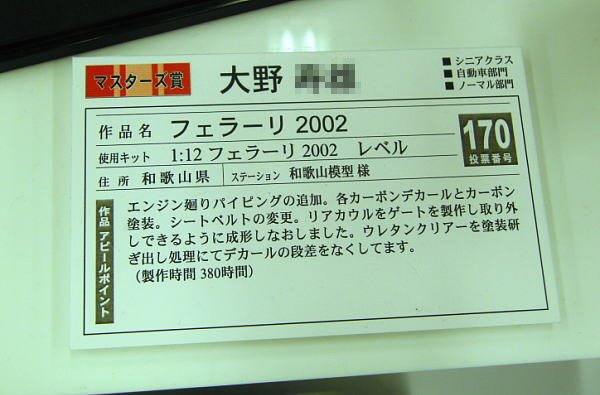 マスターズ賞
大野
■ シニアクラス
■ 自動車部門
■ ノーマル部門
作品名 フェラーリ 2002
使用キット 1:12 フェラーリ 2002 レベル
170
投票番号
住所 和歌山県 ステーション 和歌山模型 様
作品 アピールポイント
エンジン廻りパイピングの追加。各カーボンデカールとカーボン
塗装。シートベルトの変更。リアカウルをゲートを製作し取り外
しできるように成形しなおしました。ウレタンクリアーを塗装研
ぎ出し処理にてデカールの段差をなくしてます。
（製作時間 380時間）